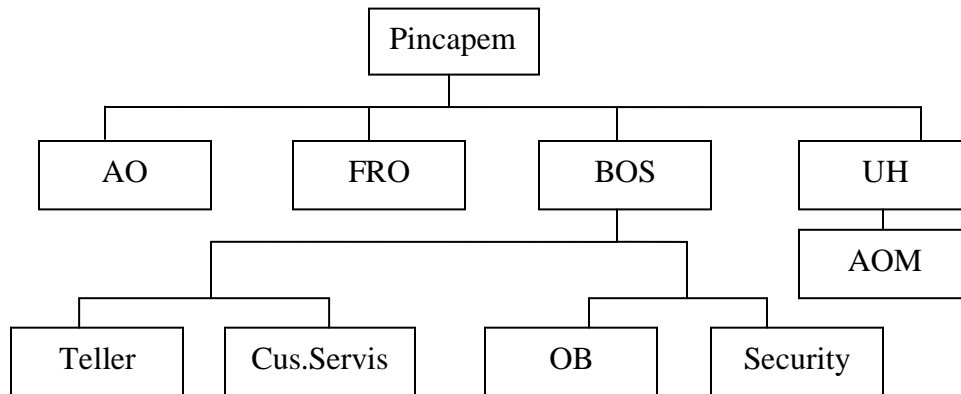 Pincapem
AO
FRO
BOS
UH
AOM
Teller
Cus.Servis
OB
Security